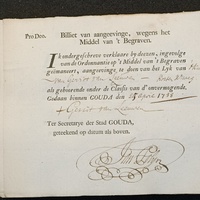 Pro Deo. Billiet van aangeevinge, wegens het
Middel van 't Begraven.
Ik ondergeschreve verklaare by deezen, ingevolge
van de Ordonnantie op 't Middel van 't Begraven
geëmaneert, aangeevinge, te doen van het Lyk van
als gehoorende onder de Classis van d' onvermogende.
Gedaan binnen GOUDA den April
Ter Secretarye der Stad GOUDA,
geteekend op datum als boven.